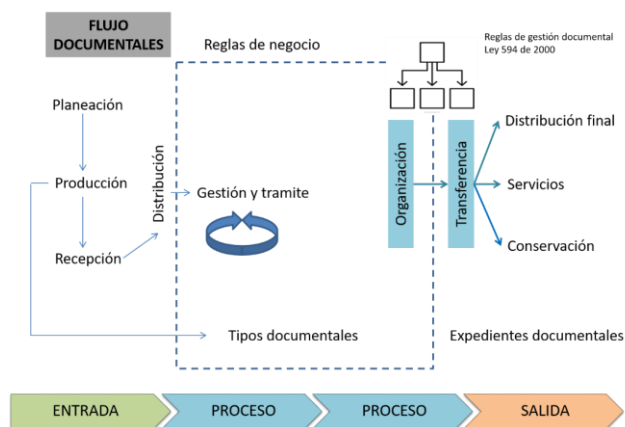 FLUJO
DOCUMENTALES
Reglas de negocio
Reglas de gestión documental
Ley 594 de 2000
Planeación
Producción
Recepción
Distribución
Gestión y tramite
Organización
Transferencia
Distribución final
Servicios
Conservación
Tipos documentales
Expedientes documentales
ENTRADA
PROCESO
PROCESO
SALIDA